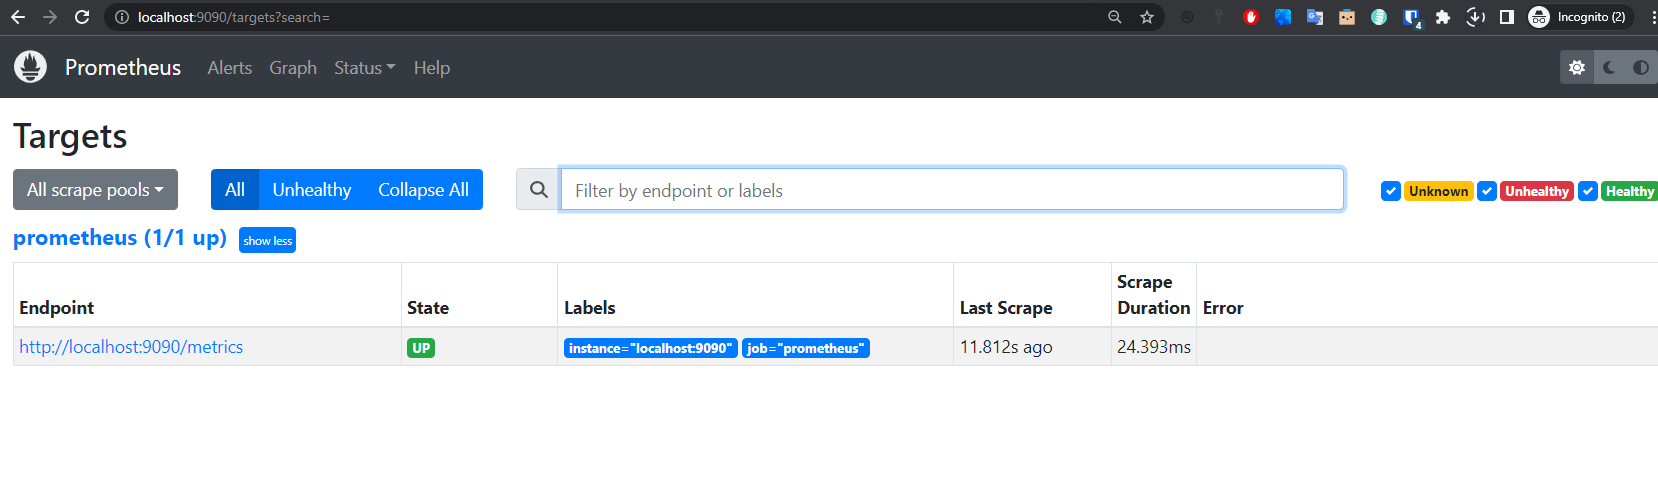 localhost:9090/targets?search=
4
Incognito (2)
Prometheus Alerts Graph Status Help
Targets
All scrape pools All Unhealthy Collapse All Filter by endpoint or labels Unknown Unhealthy Healthy
prometheus (1/1 up) show less
Endpoint State Labels Last Scrape Scrape Duration Error
http://localhost:9090/metrics UP instance="localhost:9090" job="prometheus" 11.812s ago 24.393ms